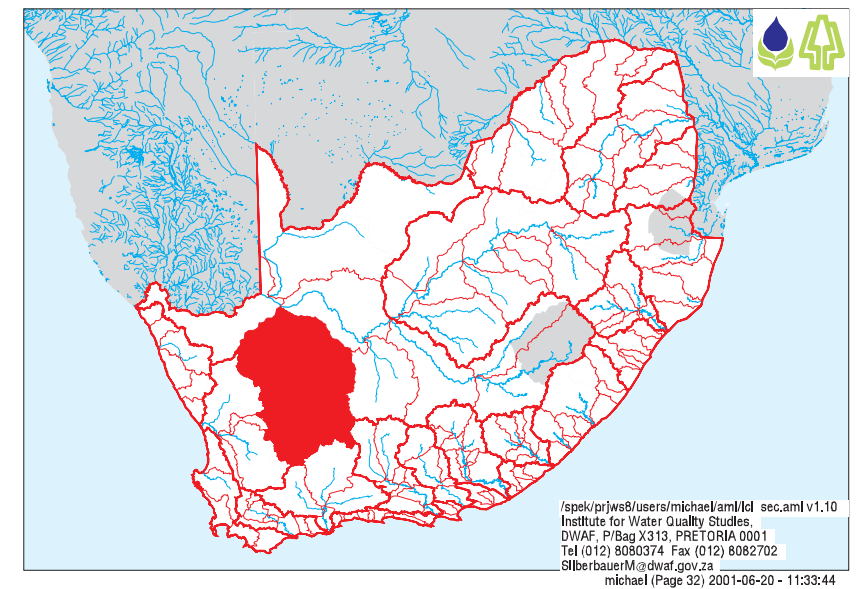 /spek/prjws8/users/michael/aml/lcl_sec.aml v1.10
Institute for Water Quality Studies,
DWAF, P/Bag X313, PRETORIA 0001
Tel (012) 8080374 Fax (012) 8082702
SilberbauerM@dwaf.gov.za
michael (Page 32) 2001-06-20 - 11:33:44